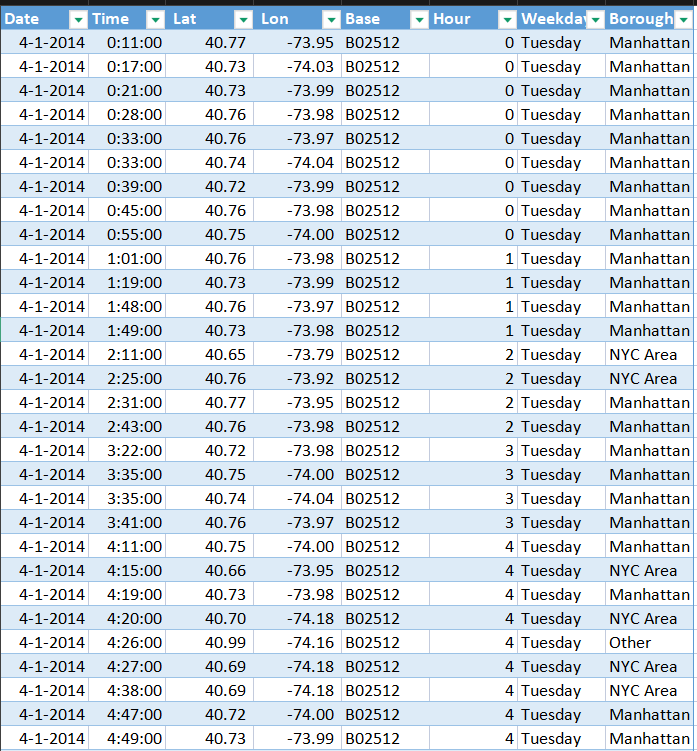 Date Time Lat Lon Base Hour Weekday Borough
4-1-2014 0:11:00 40.77 -73.95 B02512 0 Tuesday Manhattan
4-1-2014 0:17:00 40.73 -74.03 B02512 0 Tuesday Manhattan
4-1-2014 0:21:00 40.73 -73.99 B02512 0 Tuesday Manhattan
4-1-2014 0:28:00 40.76 -73.98 B02512 0 Tuesday Manhattan
4-1-2014 0:33:00 40.76 -73.97 B02512 0 Tuesday Manhattan
4-1-2014 0:33:00 40.74 -74.04 B02512 0 Tuesday Manhattan
4-1-2014 0:39:00 40.72 -73.99 B02512 0 Tuesday Manhattan
4-1-2014 0:45:00 40.76 -73.98 B02512 0 Tuesday Manhattan
4-1-2014 0:55:00 40.75 -74.00 B02512 0 Tuesday Manhattan
4-1-2014 1:01:00 40.76 -73.98 B02512 1 Tuesday Manhattan
4-1-2014 1:19:00 40.73 -73.99 B02512 1 Tuesday Manhattan
4-1-2014 1:48:00 40.76 -73.97 B02512 1 Tuesday Manhattan
4-1-2014 1:49:00 40.73 -73.98 B02512 1 Tuesday Manhattan
4-1-2014 2:11:00 40.65 -73.79 B02512 2 Tuesday NYC Area
4-1-2014 2:25:00 40.76 -73.92 B02512 2 Tuesday NYC Area
4-1-2014 2:31:00 40.77 -73.95 B02512 2 Tuesday Manhattan
4-1-2014 2:43:00 40.76 -73.98 B02512 2 Tuesday Manhattan
4-1-2014 3:22:00 40.72 -73.98 B02512 3 Tuesday Manhattan
4-1-2014 3:35:00 40.75 -74.00 B02512 3 Tuesday Manhattan
4-1-2014 3:35:00 40.74 -74.04 B02512 3 Tuesday Manhattan
4-1-2014 3:41:00 40.76 -73.97 B02512 3 Tuesday Manhattan
4-1-2014 4:11:00 40.75 -74.00 B02512 4 Tuesday Manhattan
4-1-2014 4:15:00 40.66 -73.95 B02512 4 Tuesday NYC Area
4-1-2014 4:19:00 40.73 -73.98 B02512 4 Tuesday Manhattan
4-1-2014 4:20:00 40.70 -74.18 B02512 4 Tuesday NYC Area
4-1-2014 4:26:00 40.99 -74.16 B02512 4 Tuesday Other
4-1-2014 4:27:00 40.69 -74.18 B02512 4 Tuesday NYC Area
4-1-2014 4:38:00 40.69 -74.18 B02512 4 Tuesday NYC Area
4-1-2014 4:47:00 40.72 -74.00 B02512 4 Tuesday Manhattan
4-1-2014 4:49:00 40.73 -73.99 B02512 4 Tuesday Manhattan